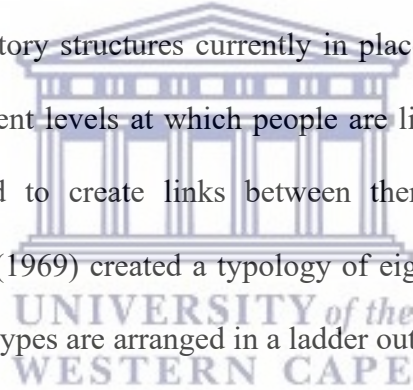 tory structures currently in plac
ent levels at which people are li
d to create links between ther
(1969) created a typology of eig
UNIVERSITY of the
ypes are arranged in a ladder out
WESTERN CAPE